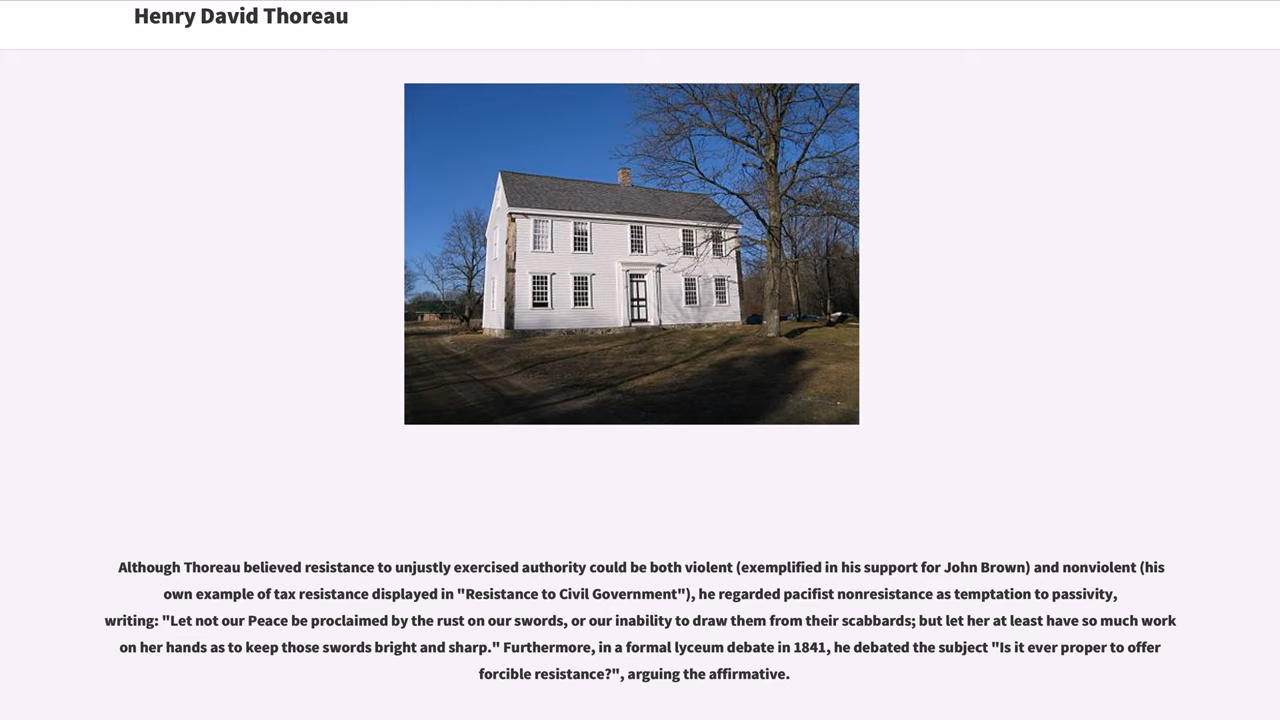 Henry David Thoreau
Although Thoreau believed resistance to unjustly exercised authority could be both violent (exemplified in his support for John Brown) and nonviolent (his
own example of tax resistance displayed in "Resistance to Civil Government"), he regarded pacifist nonresistance as temptation to passivity,
writing: "Let not our Peace be proclaimed by the rust on our swords, or our inability to draw them from their scabbards; but let her at least have so much work
on her hands as to keep those swords bright and sharp." Furthermore, in a formal lyceum debate in 1841, he debated the subject "Is it ever proper to offer
forcible resistance?", arguing the affirmative.